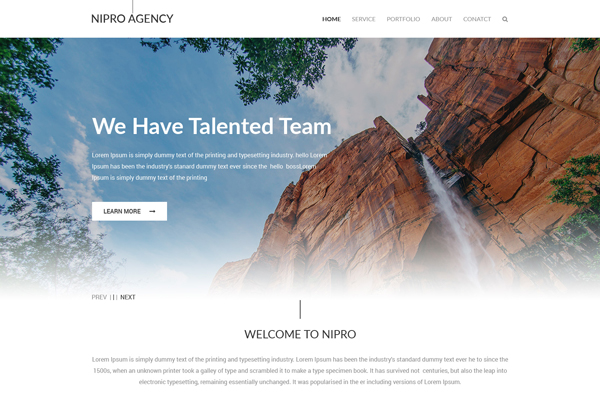 NIPRO AGENCY
HOME SERVICE PORTFOLIO ABOUT CONATCT
We Have Talented Team
Lorem Ipsum is simply dummy text of the printing and typesetting industry. hello Lorem
Ipsum has been the industry's stanard dummy text ever since the hello boosLorem
Ipsum is simply dummy text of the printing
LEARN MORE
PREV | | | NEXT
WELCOME TO NIPRO
Lorem Ipsum is simply dummy text of the printing and typesetting industry. Lorem Ipsum has been the industry's standard dummy text ever he since the
1500s, when an unknown printer took a galley of type and scrambled it to make a type specimen book. It has survived not centuries, but also the leap into
electronic typesetting, remaining essentially unchanged. It was popularised in the er including versions of Lorem Ipsum.